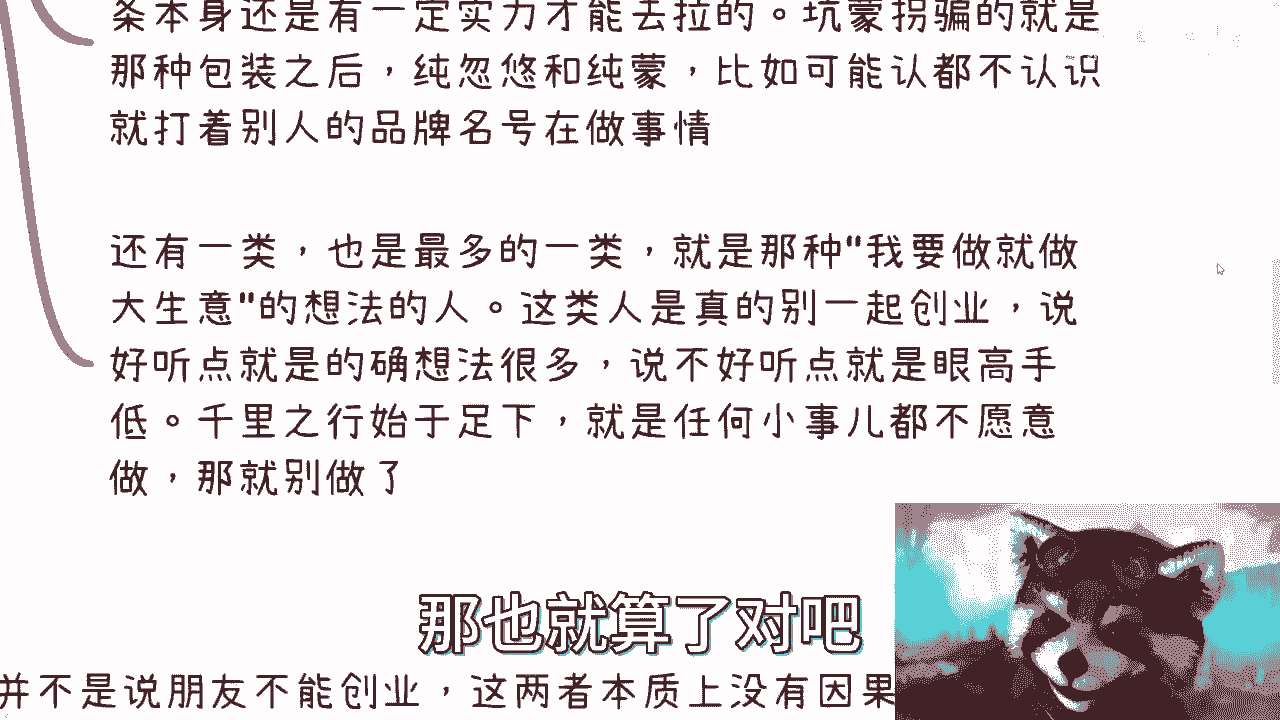 条本身还是有一定实力才能去拉的。坑蒙拐骗的就是
那种包装之后，纯忽悠和纯蒙，比如可能认都不认识
就打着别人的品牌名号在做事情
还有一类，也是最多的一类，就是那种"我要做就做
大生意"的想法的人。这类人是真的别一起创业，说
好听点就是的确想法很多，说不好听点就是眼高手
低。千里之行始于足下，就是任何小事儿都不愿意
做，那就别做了
那也就算了对吧
并不是说朋友不能创业，这两者本质上没有因果